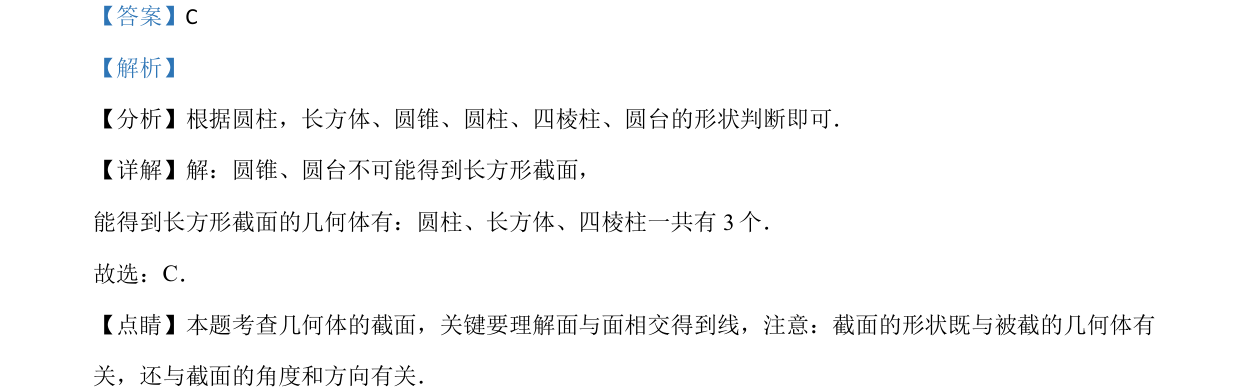 【答案】C
【解析】
【分析】根据圆柱，长方体、圆锥、圆柱、四棱柱、圆台的形状判断即可．
【详解】解：圆锥、圆台不可能得到长方形截面，
能得到长方形截面的几何体有：圆柱、长方体、四棱柱一共有 3 个．
故选：C．
【点睛】本题考查几何体的截面，关键要理解面与面相交得到线，注意：截面的形状既与被截的几何体有
关，还与截面的角度和方向有关．